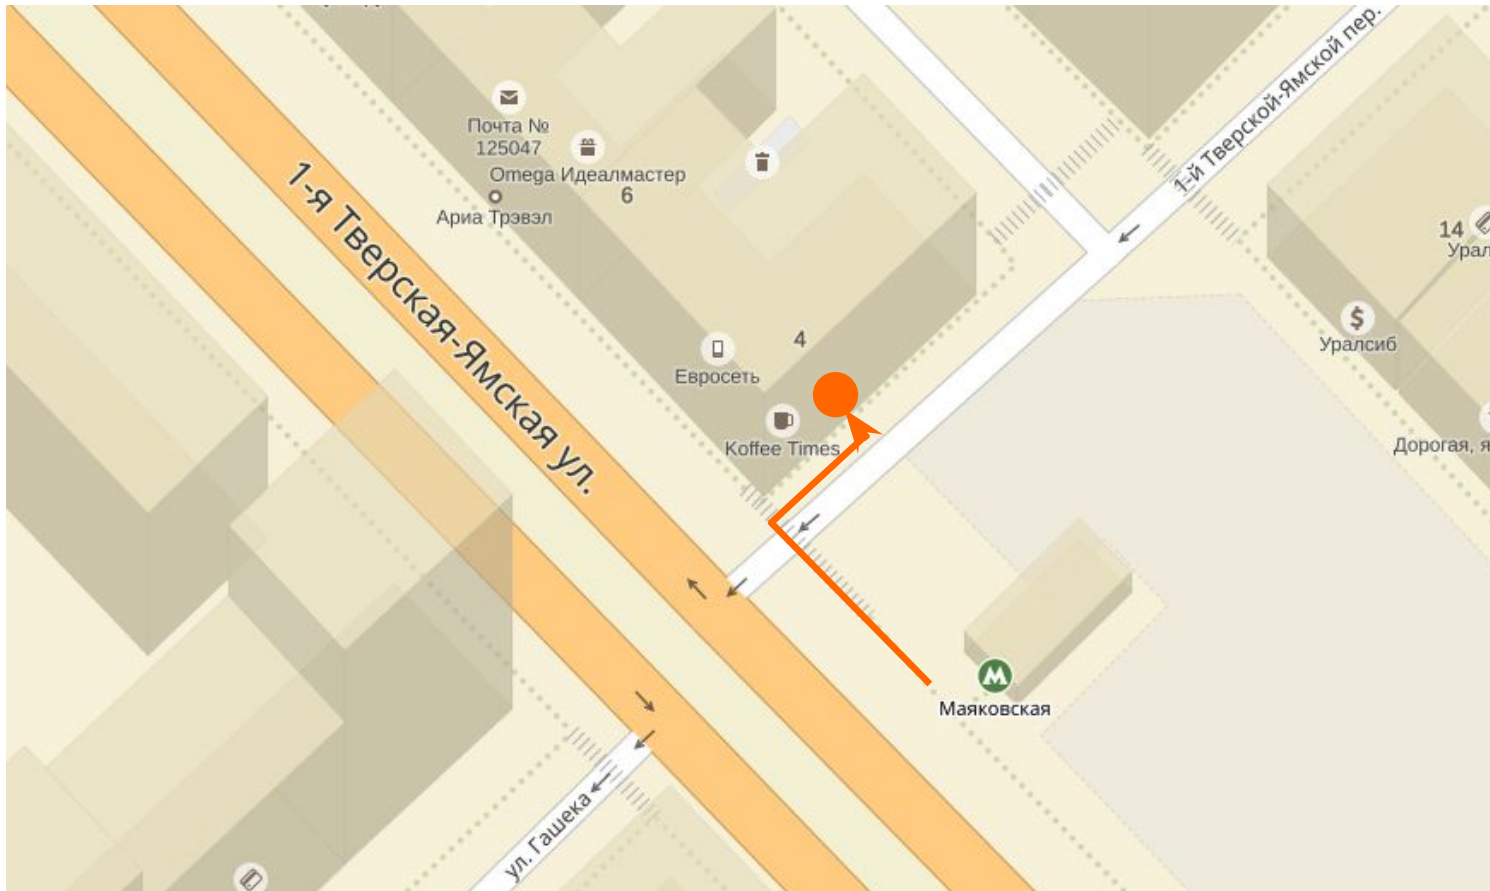 1-й Тверской-Ямской пер.
Почта №
125047
Omega Идеалмастер
6
Ариа Трэвэл
1-я Тверская-Ямская ул.
14
Урал
Уралсиб
4
Евросеть
Koffee Times
Дорогая, я
М
Маяковская
ул. Гашека